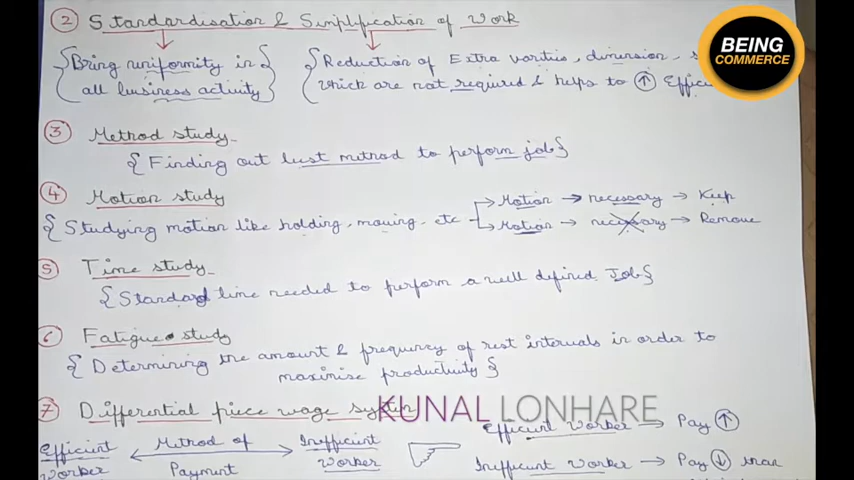 ② Standardisation & Simplification of work
BEING
COMMERCE
{Bring uniformity in} {Reduction of Extra varities, dimension,
all business activity which are not required & helps to ↑
③ Method study
{Finding out best method to perform job}
④ Motion study
→ Motion → necessary → Keep
{Studying motion like holding, moving, etc
→ Motion → necessary → Remove
⑤ Time study
{Standard time needed to perform a well defined Job}
⑥ Fatigue study
{Determining the amount & frequency of rest intervals in order to
maximise productivity}
⑦ Differential piece wage system
KUNAL LONHARE
Efficient worker → Pay ↑
Efficient ← Method of → Inefficient
worker Payment worker
Inefficient worker → Pay ↓ than